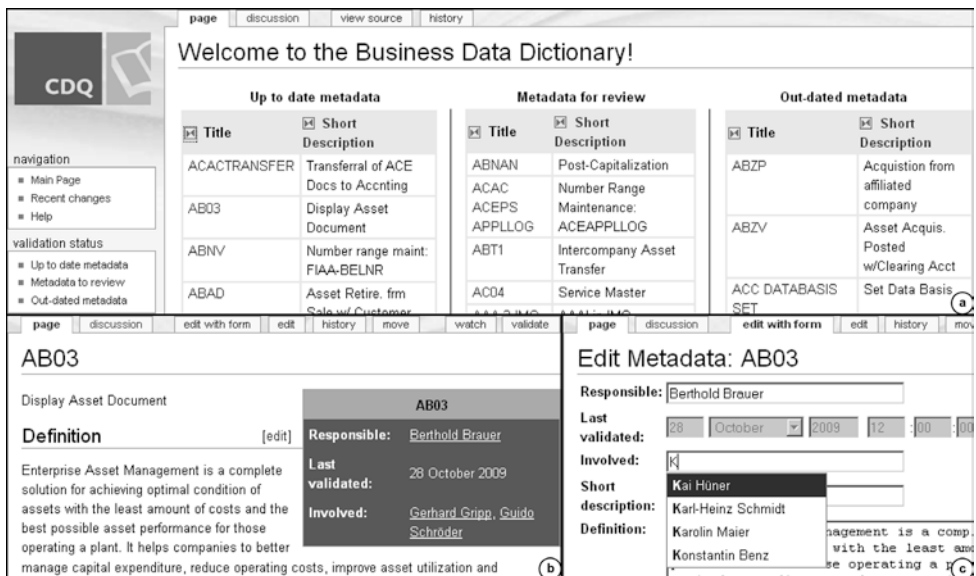 page discussion view source history
CDQ
Welcome to the Business Data Dictionary!
navigation
Main Page
Recent changes
Help
validation status
Up to date metadata
Metadata to review
Out-dated metadata
Up to date metadata
Title Short Description
ACACTRANSFER Transferral of ACE
Docs to Accnting
AB03 Display Asset
Document
ABNV Number range maint:
FIAA-BELNR
ABAD Asset Retire. frm
Sale w/ Customer
Metadata for review
Title Short Description
ABNAN Post-Capitalization
ACAC Number Range
ACEPS Maintenance:
APPLLOG ACEAPPLLOG
ABT1 Intercompany Asset
Transfer
AC04 Service Master
Out-dated metadata
Title Short Description
ABZP Acquistion from
affiliated
company
ABZV Asset Acquis.
Posted
w/Clearing Acct
ACC DATABASIS Set Data Basis
SET
a
page discussion edit with form edit history move watch validate
AB03
Display Asset Document
Definition [edit]
Enterprise Asset Management is a complete
solution for achieving optimal condition of
assets with the least amount of costs and the
best possible asset performance for those
operating a plant. It helps companies to better
manage capital expenditure, reduce operating costs, improve asset utilization and
AB03
Responsible: Berthold Brauer
Last
validated: 28 October 2009
Involved: Gerhard Gripp, Guido
Schröder
b
page discussion edit with form edit history mov
Edit Metadata: AB03
Responsible: Berthold Brauer
Last
validated: 28 October 2009 12 :00 :00
Involved: K
Kai Hüner
Karl-Heinz Schmidt
Karolin Maier
Konstantin Benz
Short
description:
Definition:
nagement is a comp.
with the least amo
se operating a p
c